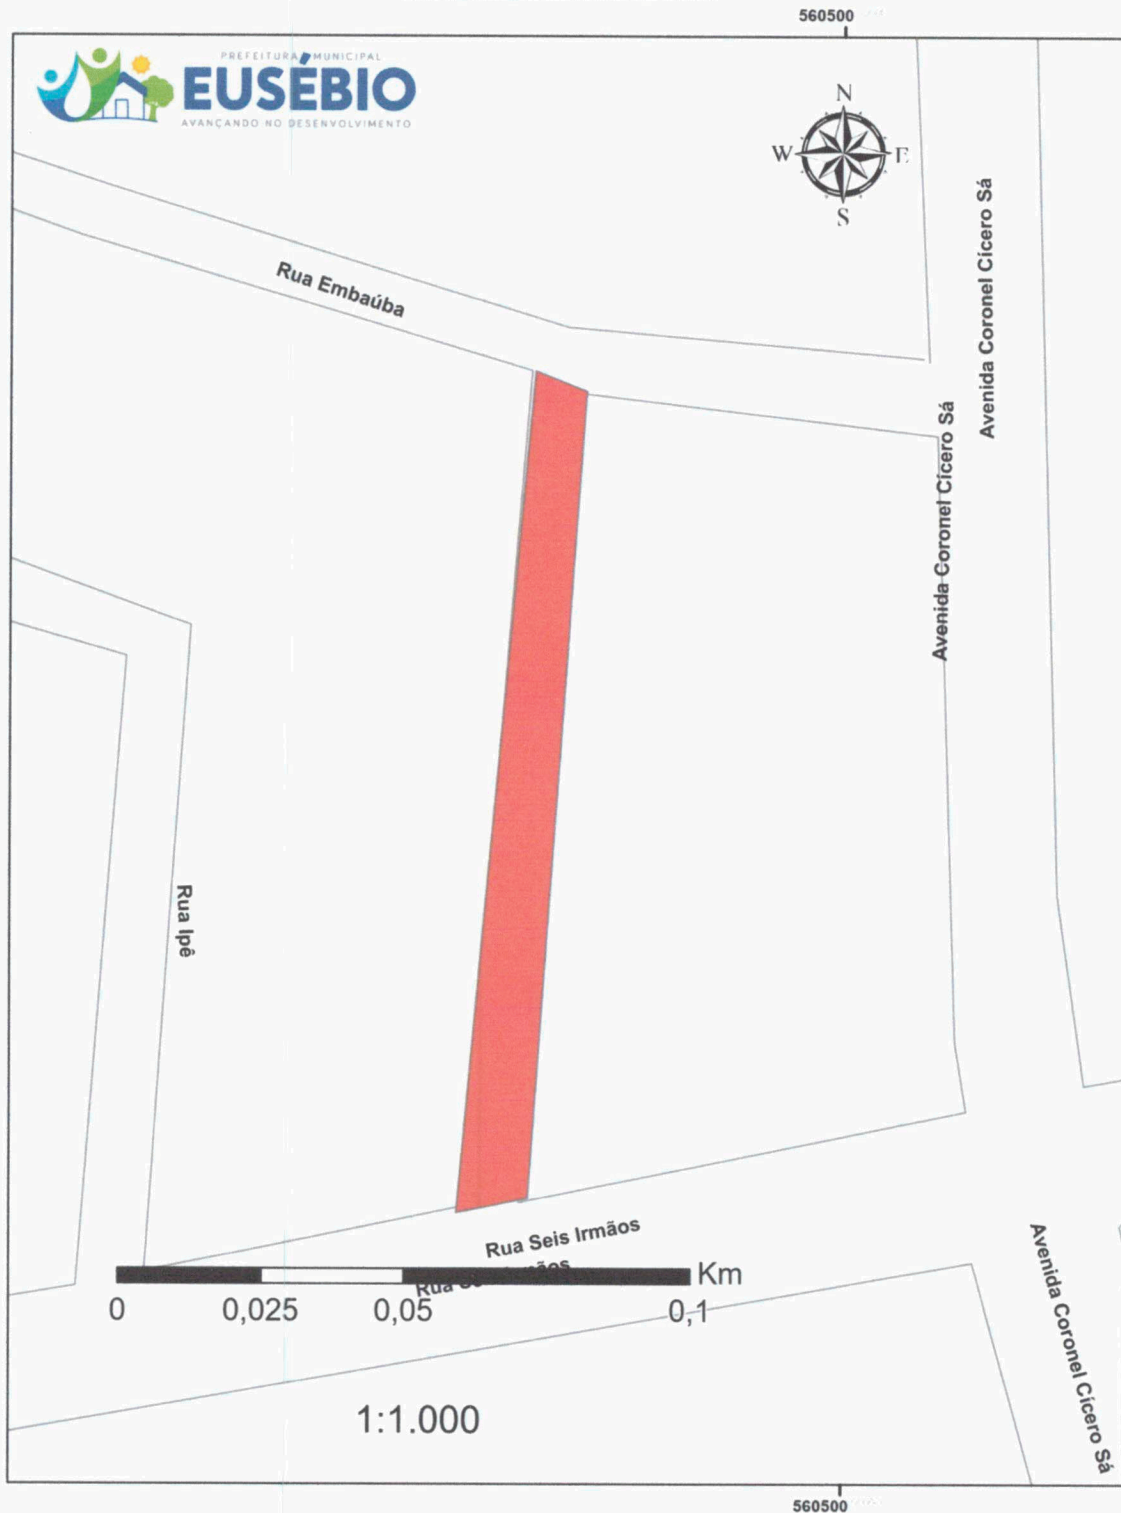 560500
PREFEITURA MUNICIPAL
EUSÉBIO
AVANÇANDO NO DESENVOLVIMENTO
N
W E
S
Avenida Coronel Cícero Sá
Rua Embaúba
Avenida Coronel Cícero Sá
Rua Ipê
Rua Seis Irmãos
Rua
Km
0 0,025 0,05 0,1
Avenida Coronel Cícero Sá
1:1.000
560500